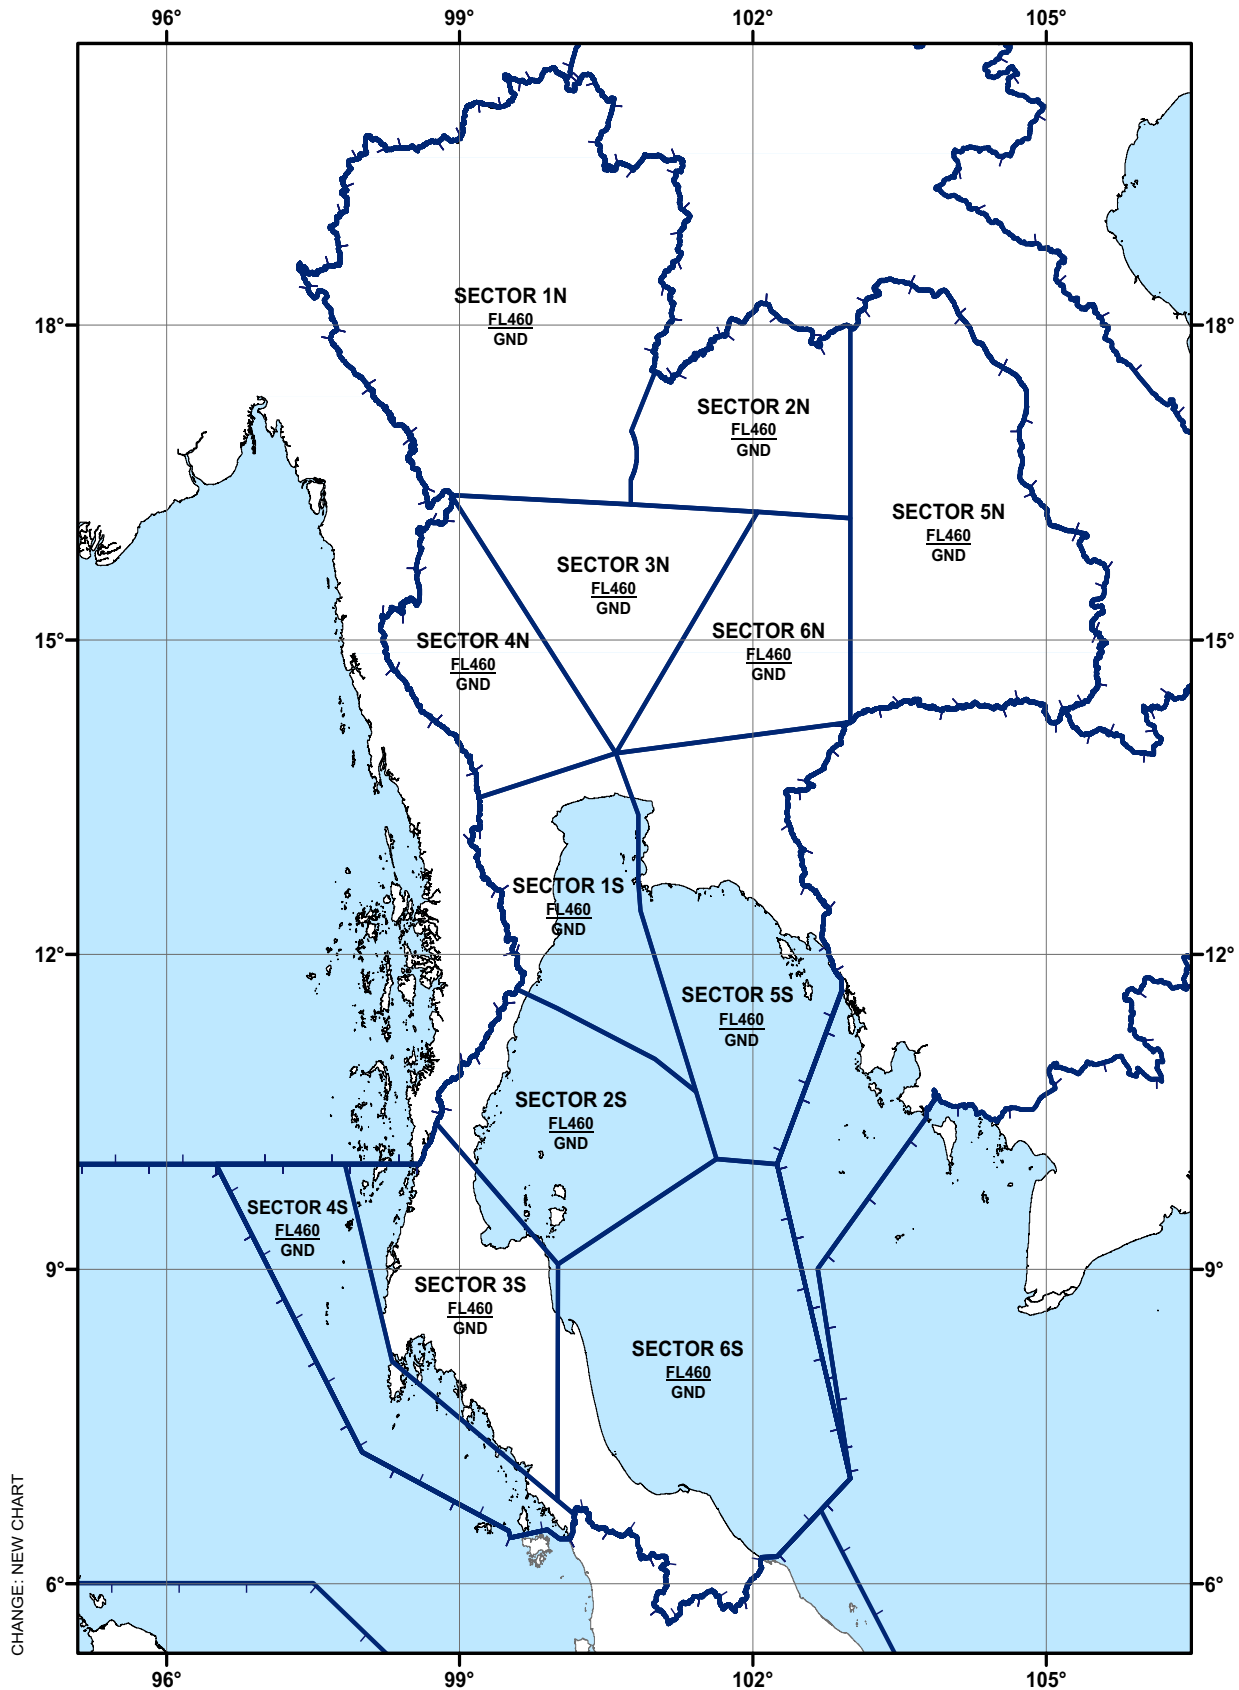 96° 99° 102° 105°
SECTOR 1N
FL460
GND
18° 18°
SECTOR 2N
FL460
GND
SECTOR 5N
FL460
GND
SECTOR 3N
FL460
GND
SECTOR 6N
FL460
GND
15° 15°
SECTOR 4N
FL460
GND
SECTOR 1S
FL460
GND
12° 12°
SECTOR 5S
FL460
GND
SECTOR 2S
FL460
GND
SECTOR 4S
FL460
GND
9° 9°
SECTOR 3S
FL460
GND
SECTOR 6S
FL460
GND
CHANGE: NEW CHART
6° 6°
96° 99° 102° 105°